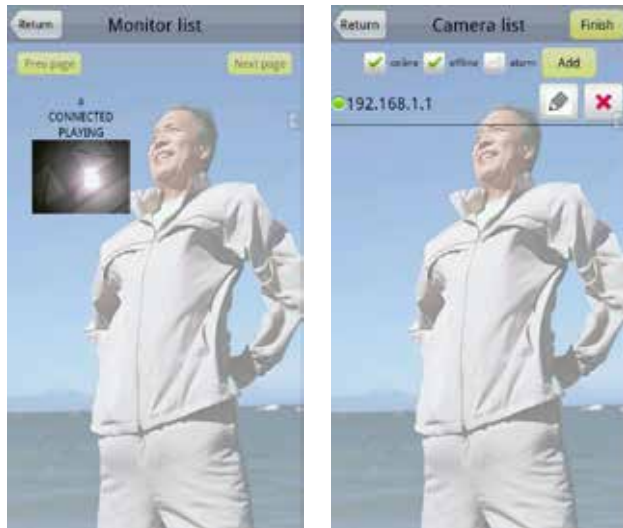 Return Monitor list
Prev page Next page
CONNECTED
PLAYING
Return Camera list Finish
online offline alarm Add
192.168.1.1